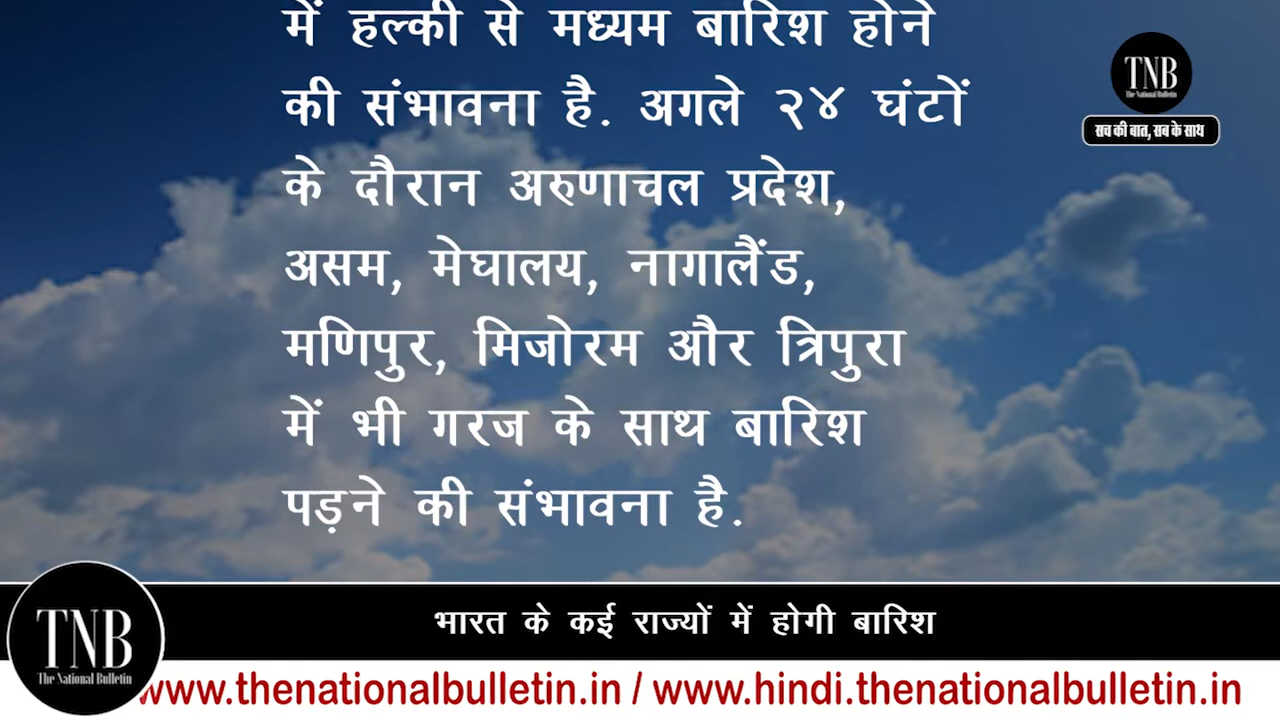 में हल्की से मध्यम बारिश होने
की संभावना है. अगले २४ घंटों
के दौरान अरुणाचल प्रदेश,
असम, मेघालय, नागालैंड,
मणिपुर, मिजोरम और त्रिपुरा
में भी गरज के साथ बारिश
पड़ने की संभावना है.
TNB
The National Bulletin
सच की बात, सब के साथ
भारत के कई राज्यों में होगी बारिश
TNB
The National Bulletin
www.thenationalbulletin.in / www.hindi.thenationalbulletin.in